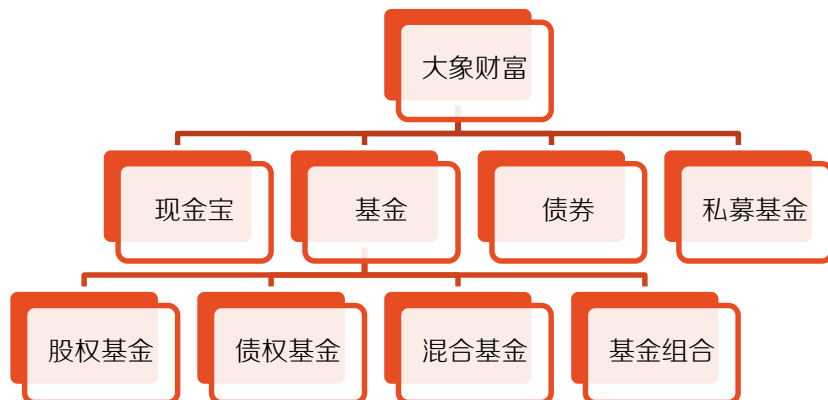 大象财富
现金宝
基金
债券
私募基金
股权基金
债权基金
混合基金
基金组合